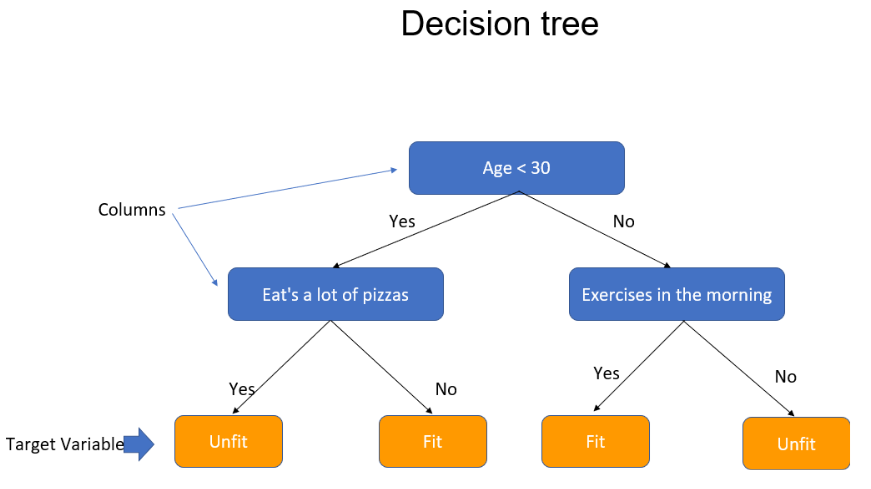 Decision tree
Age < 30
Columns
Yes
No
Eat's a lot of pizzas
Exercises in the morning
Yes
No
Yes
No
Target Variable
Unfit
Fit
Fit
Unfit